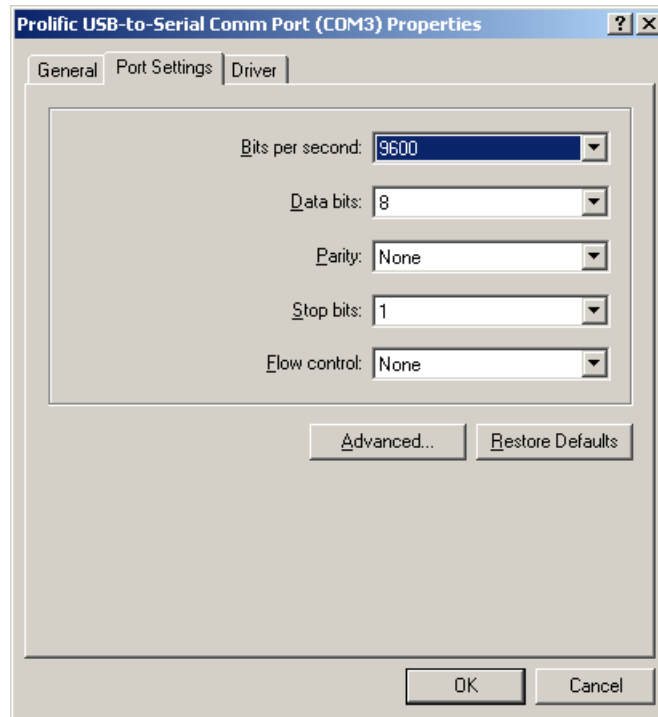 Prolific USB-to-Serial Comm Port (COM3) Properties
General Port Settings Driver
Bits per second: 9600
Data bits: 8
Parity: None
Stop bits: 1
Flow control: None
Advanced... Restore Defaults
OK Cancel